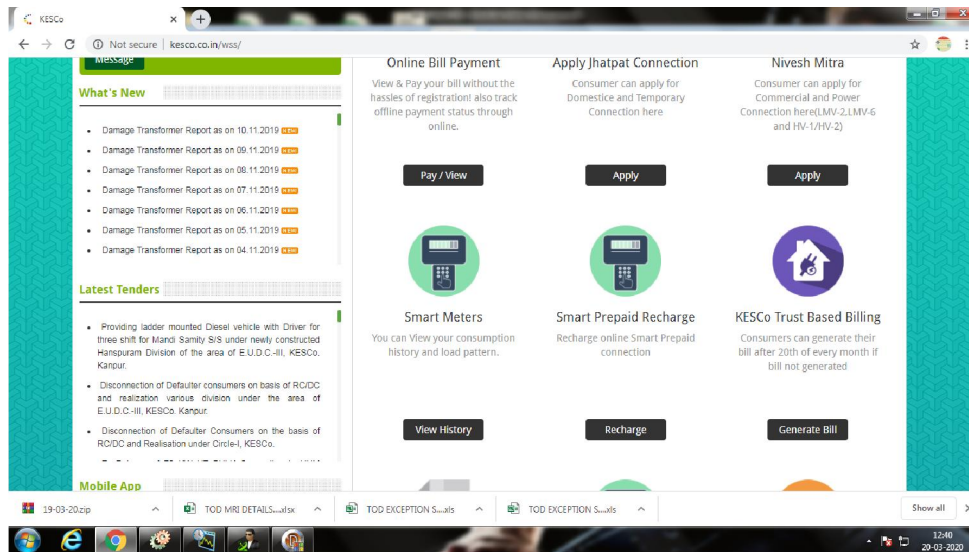 KESCo
Not secure | kesco.co.in/wss/
Message
What's New
Damage Transformer Report as on 10.11.2019 NEW
Damage Transformer Report as on 09.11.2019 NEW
Damage Transformer Report as on 08.11.2019 NEW
Damage Transformer Report as on 07.11.2019 NEW
Damage Transformer Report as on 06.11.2019 NEW
Damage Transformer Report as on 05.11.2019 NEW
Damage Transformer Report as on 04.11.2019 NEW
Latest Tenders
Providing ladder mounted Diesel vehicle with Driver for
three shift for Mandi Samity S/S under newly constructed
Hanspuram Division of the area of E.U.D.C.-III, KESCo.
Kanpur.
Disconnection of Defaulter consumers on basis of RC/DC
and realization various division under the area of
E.U.D.C.-III, KESCo. Kanpur.
Disconnection of Defaulter Consumers on the basis of
RC/DC and Realisation under Circle-I, KESCo.
Mobile App
Online Bill Payment
View & Pay your bill without the
hassles of registration! also track
offline payment status through
online.
Pay / View
Apply Jhatpat Connection
Consumer can apply for
Domestice and Temporary
Connection here
Apply
Nivesh Mitra
Consumer can apply for
Commercial and Power
Connection here(LMV-2,LMV-6
and HV-1/HV-2)
Apply
Smart Meters
You can View your consumption
history and load pattern.
View History
Smart Prepaid Recharge
Recharge online Smart Prepaid
connection
Recharge
KESCo Trust Based Billing
Consumers can generate their
bill after 20th of every month if
bill not generated
Generate Bill
19-03-20.zip
TOD MRI DETAILS....xlsx
TOD EXCEPTION S....xls
TOD EXCEPTION S....xls
Show all
12:40
20-03-2020